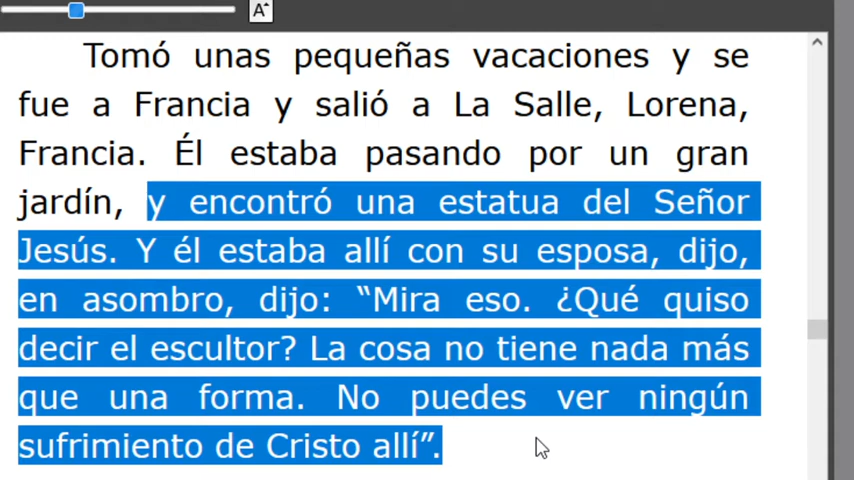 A
Tomó unas pequeñas vacaciones y se
fue a Francia y salió a La Salle, Lorena,
Francia. Él estaba pasando por un gran
jardín, y encontró una estatua del Señor
Jesús. Y él estaba allí con su esposa, dijo,
en asombro, dijo: “Mira eso. ¿Qué quiso
decir el escultor? La cosa no tiene nada más
que una forma. No puedes ver ningún
sufrimiento de Cristo allí”.